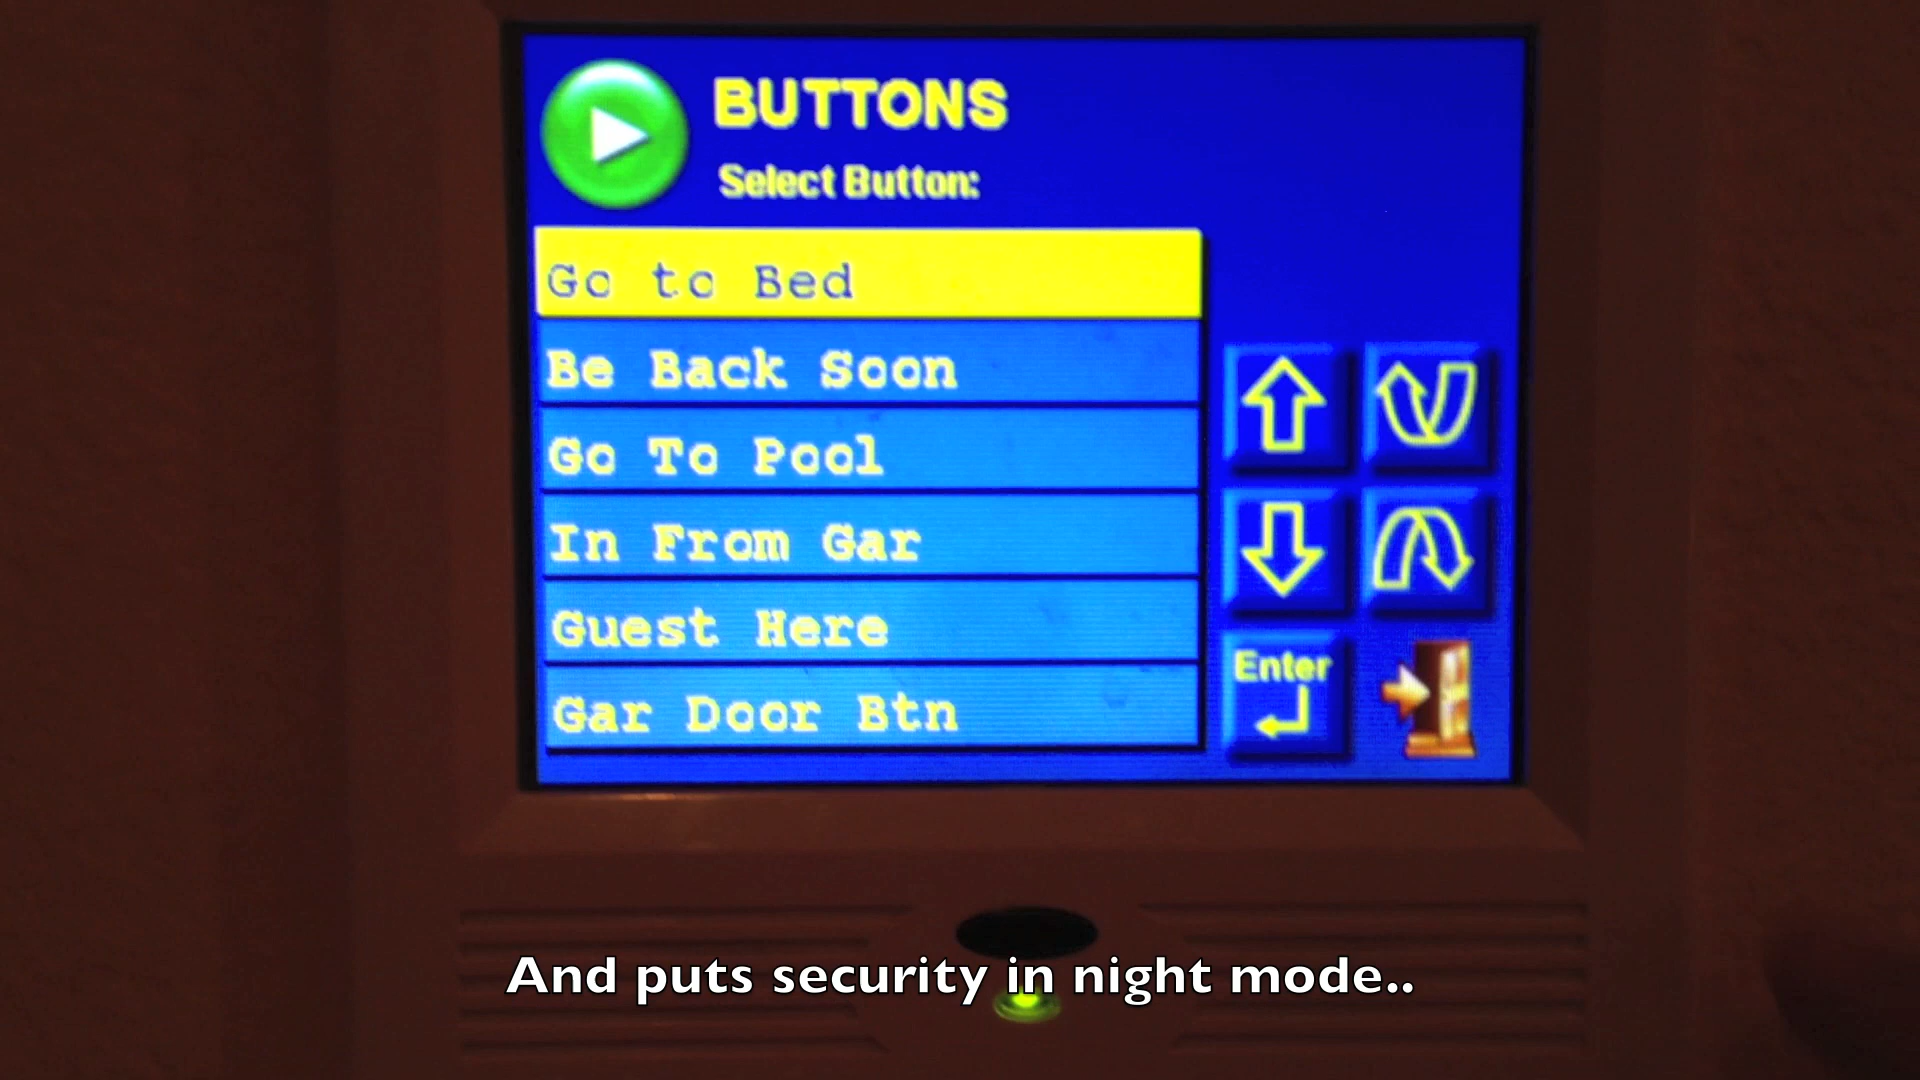 BUTTONS
Select Button:
Go to Bed
Be Back Soon
Go To Pool
In From Gar
Guest Here
Gar Door Btn
Enter
And puts security in night mode..